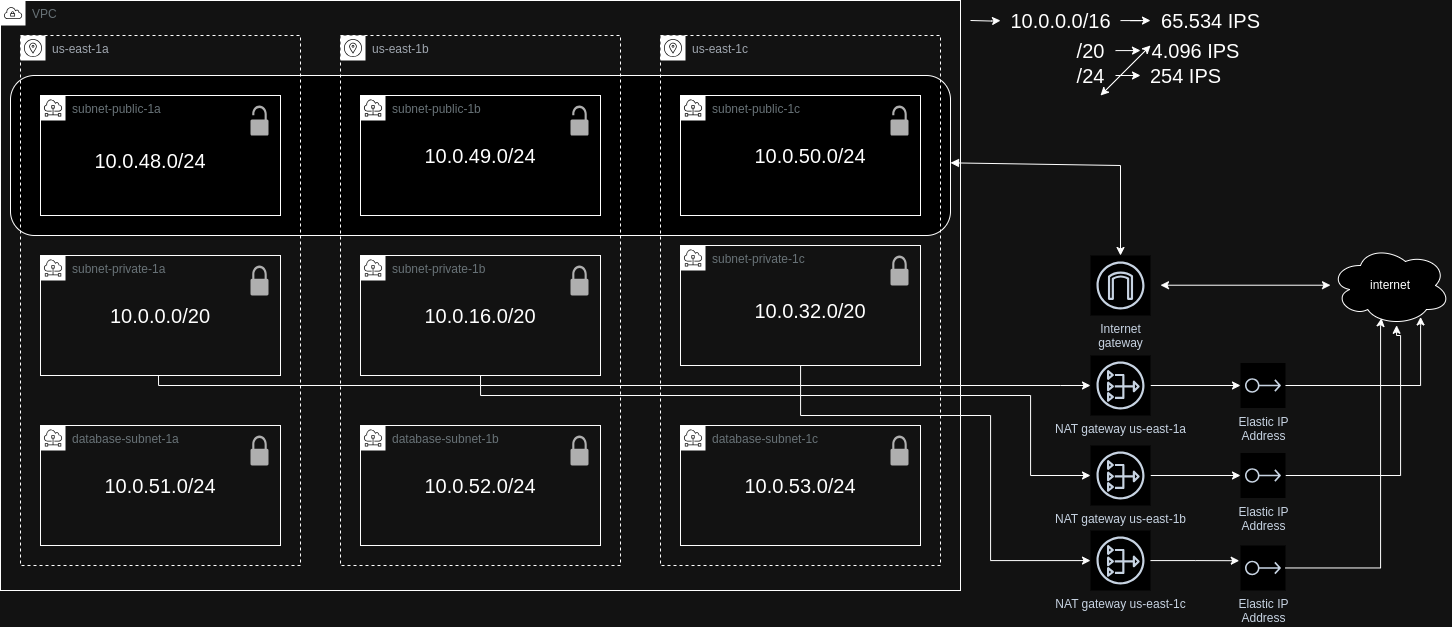 VPC
10.0.0.0/16
65.534 IPS
us-east-1a
us-east-1b
us-east-1c
/20
4.096 IPS
/24
254 IPS
subnet-public-1a
subnet-public-1b
subnet-public-1c
10.0.48.0/24
10.0.49.0/24
10.0.50.0/24
subnet-private-1a
subnet-private-1b
subnet-private-1c
10.0.0.0/20
10.0.16.0/20
10.0.32.0/20
Internet
gateway
internet
NAT gateway us-east-1a
Elastic IP
Address
database-subnet-1a
database-subnet-1b
database-subnet-1c
10.0.51.0/24
10.0.52.0/24
10.0.53.0/24
NAT gateway us-east-1b
Elastic IP
Address
NAT gateway us-east-1c
Elastic IP
Address